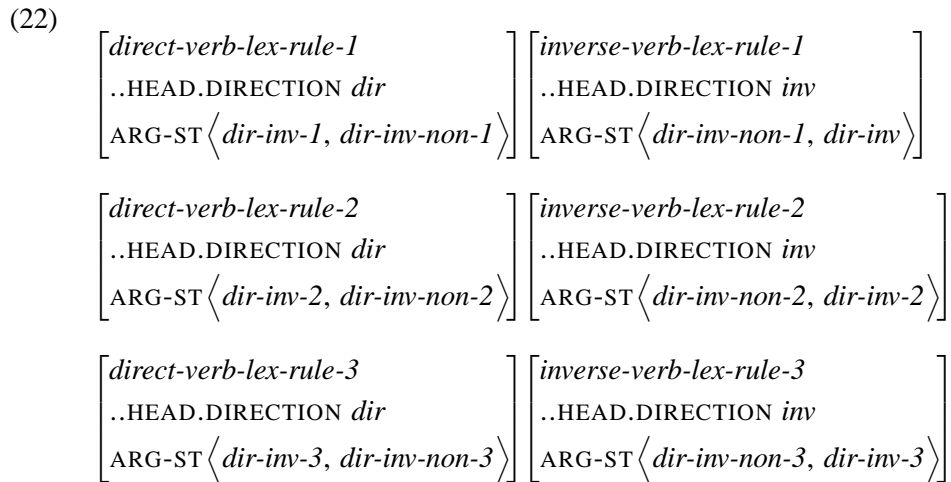 (22)
[direct-verb-lex-rule-1] [inverse-verb-lex-rule-1]
[..HEAD.DIRECTION dir] [..HEAD.DIRECTION inv]
[ARG-ST⟨dir-inv-1, dir-inv-non-1⟩] [ARG-ST⟨dir-inv-non-1, dir-inv⟩]
[direct-verb-lex-rule-2] [inverse-verb-lex-rule-2]
[..HEAD.DIRECTION dir] [..HEAD.DIRECTION inv]
[ARG-ST⟨dir-inv-2, dir-inv-non-2⟩] [ARG-ST⟨dir-inv-non-2, dir-inv-2⟩]
[direct-verb-lex-rule-3] [inverse-verb-lex-rule-3]
[..HEAD.DIRECTION dir] [..HEAD.DIRECTION inv]
[ARG-ST⟨dir-inv-3, dir-inv-non-3⟩] [ARG-ST⟨dir-inv-non-3, dir-inv-3⟩]